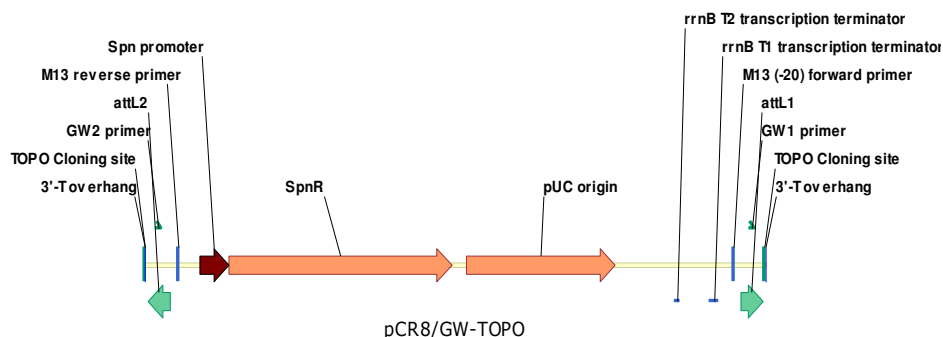 rrnB T2 transcription terminator
Spn promoter
rrnB T1 transcription terminator
M13 reverse primer
M13 (-20) forward primer
attL2
attL1
GW2 primer
GW1 primer
TOPO Cloning site
TOPO Cloning site
3'-T overhang
SpnR
pUC origin
3'-T overhang
pCR8/GW-TOPO